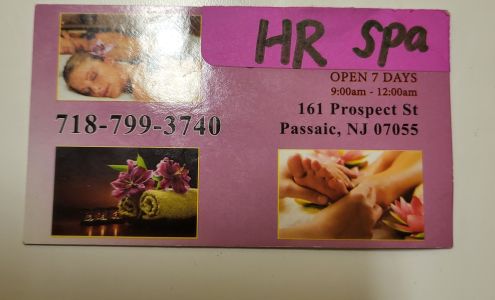 HR Spa
OPEN 7 DAYS
9:00am - 12:00am
718-799-3740
161 Prospect St
Passaic, NJ 07055